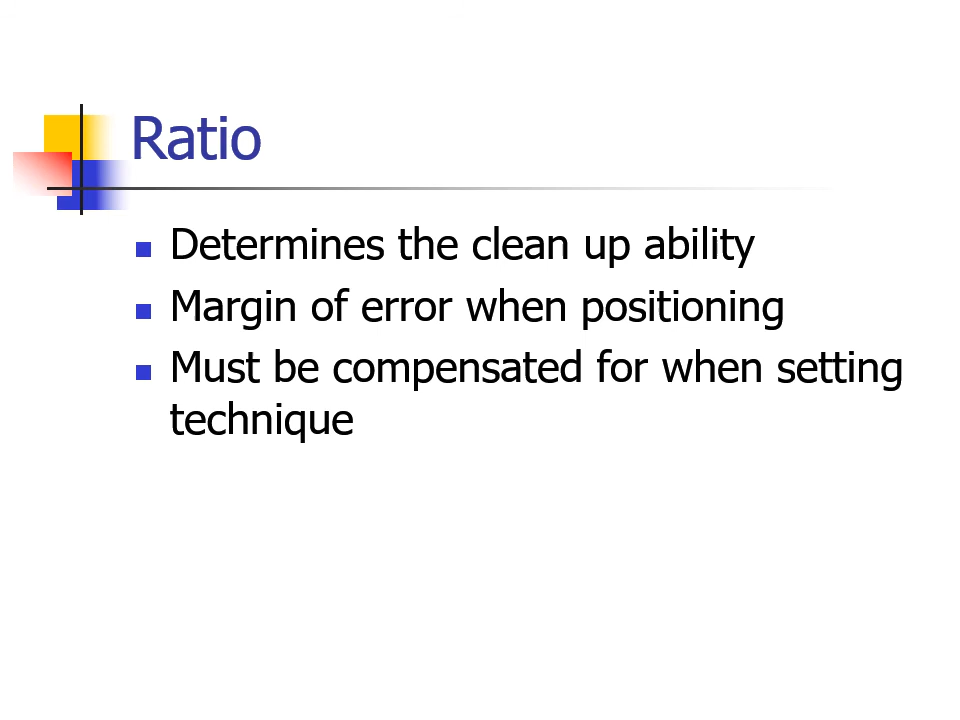 Ratio
Determines the clean up ability
Margin of error when positioning
Must be compensated for when setting
technique